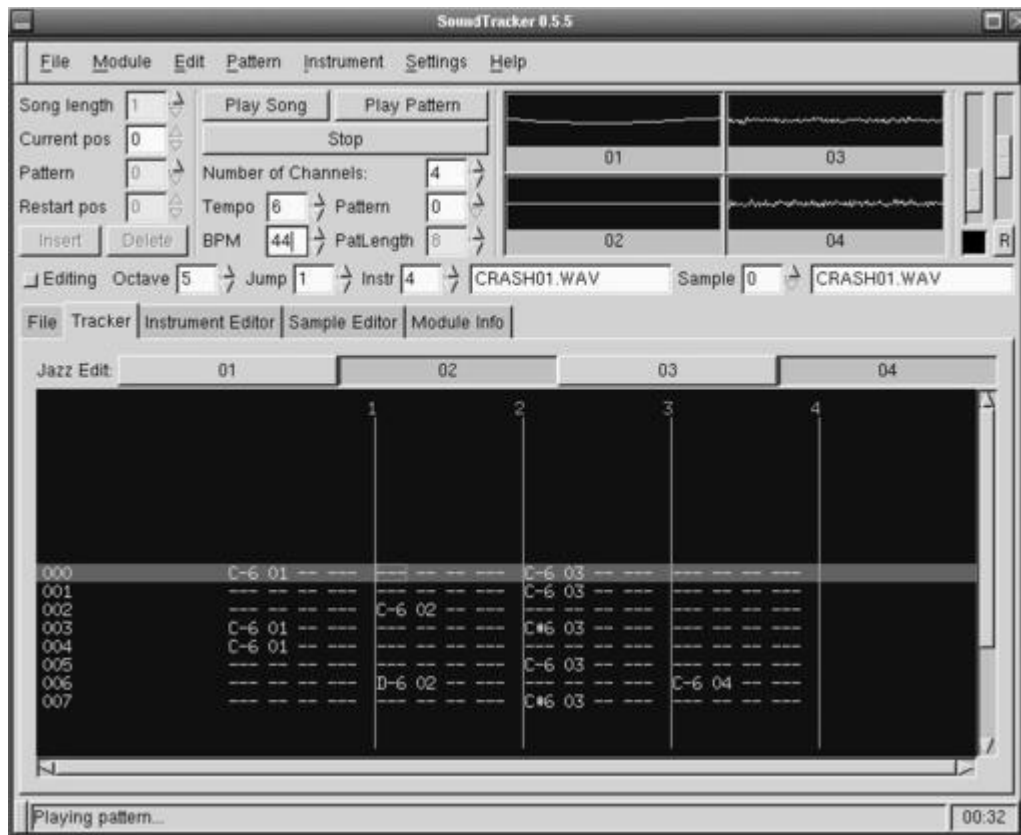 SoundTracker 0.5.5
File Module Edit Pattern Instrument Settings Help
Song length 1 Play Song Play Pattern
Current pos 0 Stop
01 03
Pattern 0 Number of Channels: 4
Restart pos 0 Tempo 6 Pattern 0
Insert Delete BPM 44 PatLength 8
02 04 R
Editing Octave 5 Jump 1 Instr 4 CRASH01.WAV Sample 0 CRASH01.WAV
File Tracker Instrument Editor Sample Editor Module Info
Jazz Edit: 01 02 03 04
1 2 3 4
000 C-6 01 -- --- --- -- -- --- C-6 03 -- --- --- -- -- ---
001 --- -- -- --- --- -- -- --- C-6 03 -- --- --- -- -- ---
002 --- -- -- --- C-6 02 -- --- --- -- -- --- --- -- -- ---
003 C-6 01 -- --- --- -- -- --- C#6 03 -- --- --- -- -- ---
004 C-6 01 -- --- --- -- -- --- --- -- -- --- --- -- -- ---
005 --- -- -- --- --- -- -- --- C-6 03 -- --- --- -- -- ---
006 --- -- -- --- D-6 02 -- --- --- -- -- --- C-6 04 -- ---
007 --- -- -- --- --- -- -- --- C#6 03 -- --- --- -- -- ---
Playing pattern... 00:32